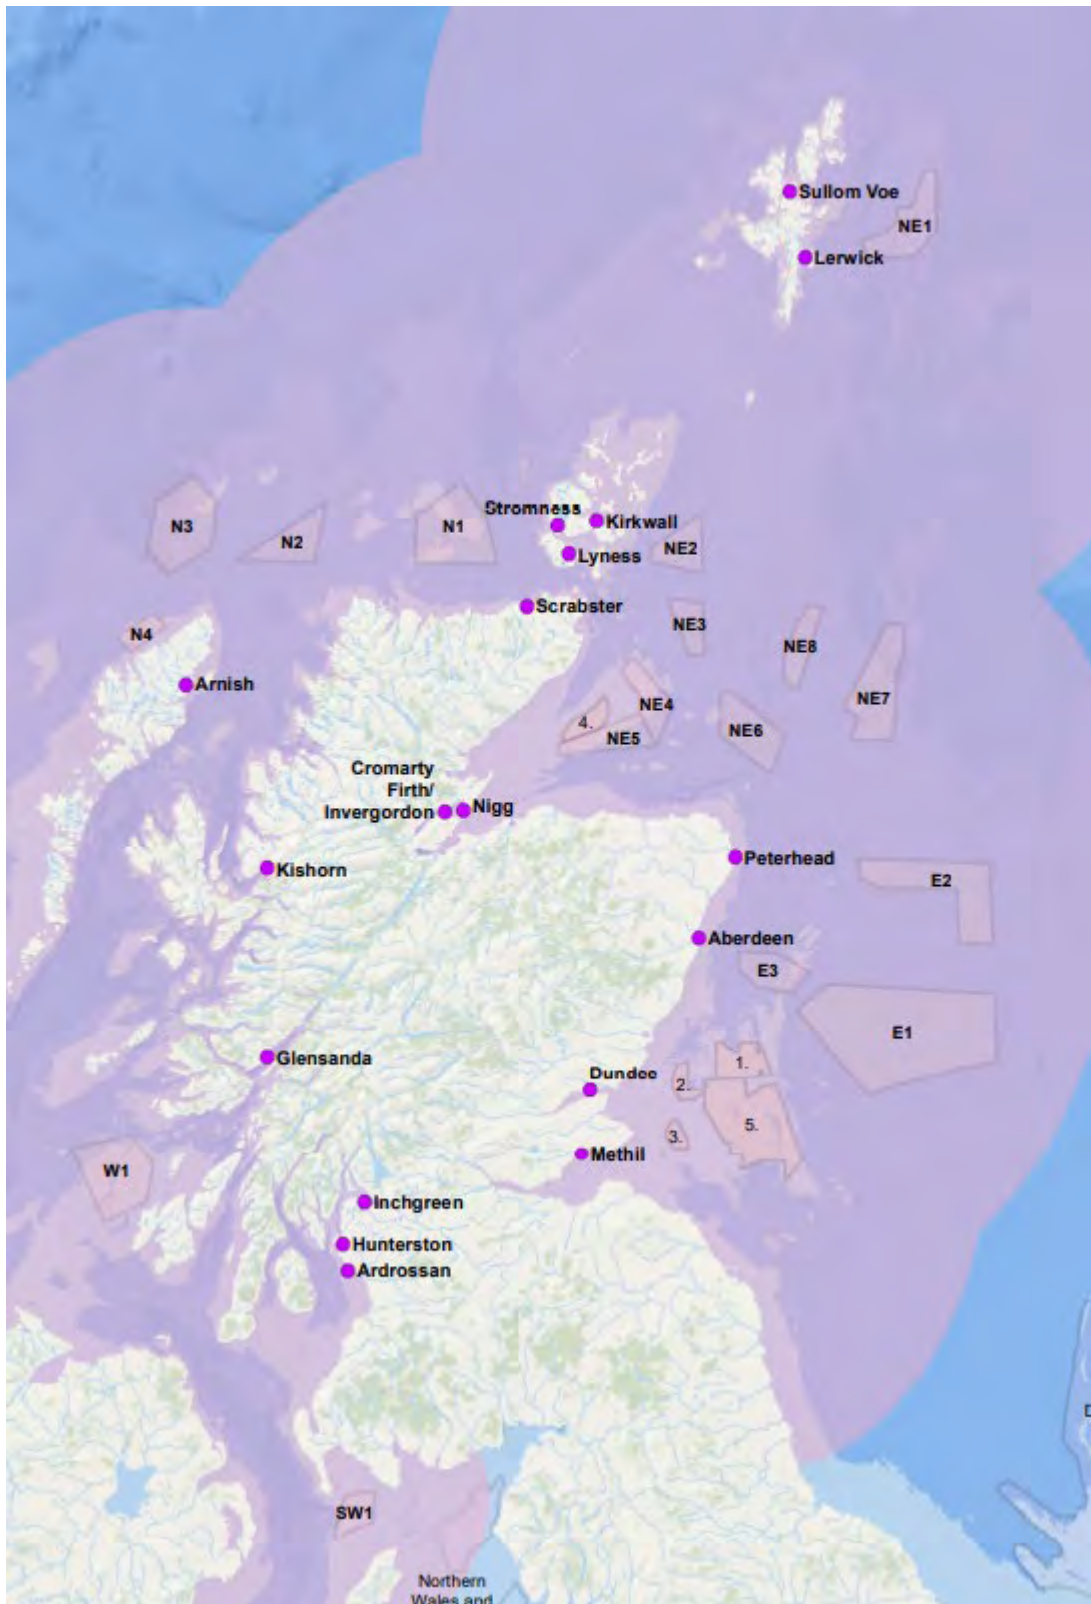 Sullom Voe
NE1
Lerwick
N3
N2
N1
Stromness
Kirkwall
Lyness
NE2
Scrabster
NE3
N4
NE8
Arnish
NE4
NE7
4.
NE5
NE6
Cromarty
Firth/
Invergordon
Nigg
Kishorn
Peterhead
E2
Aberdeen
E3
E1
Glensanda
Dundee
1.
2.
5.
3.
Methil
W1
Inchgreen
Hunterston
Ardrossan
SW1
Northern
Wales and